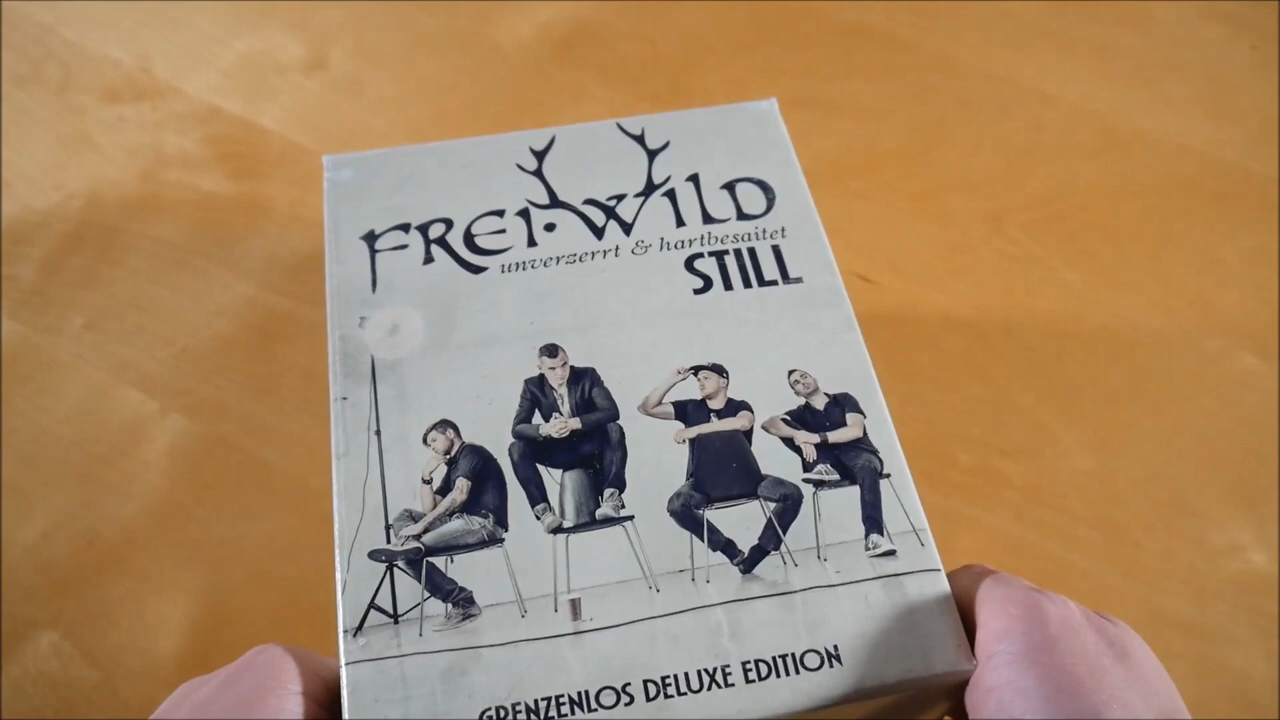 FREI.WILD
unverzerrt & hartbesaitet
STILL
GRENZENLOS DELUXE EDITION